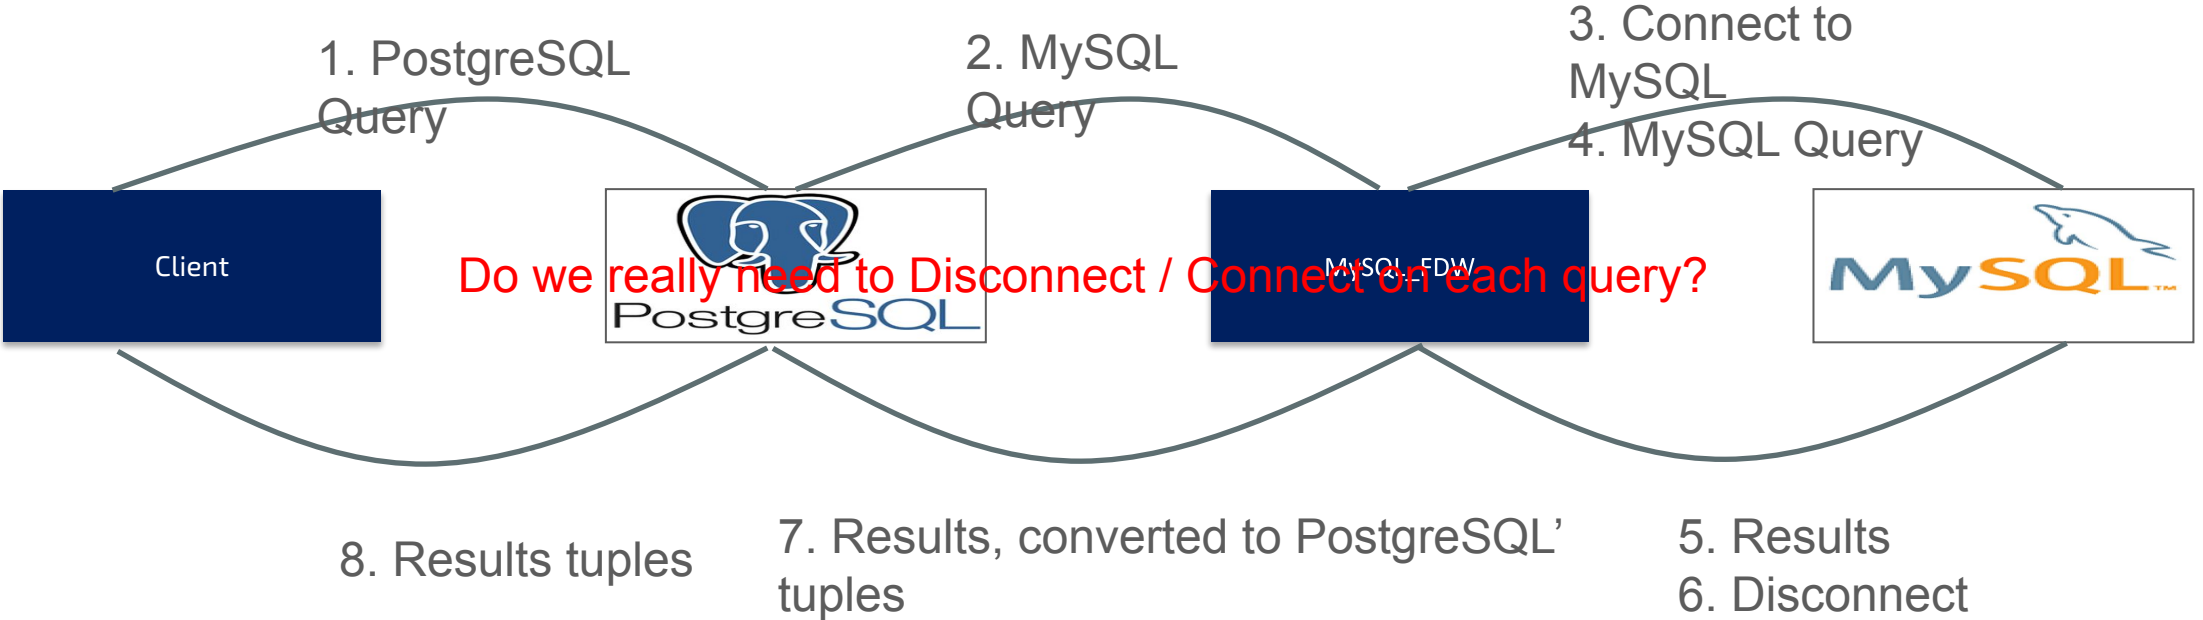 1. PostgreSQL
Query
2. MySQL
Query
3. Connect to
MySQL
4. MySQL Query
Client
PostgreSQL
MySQL_FDW
MySQL™
Do we really need to Disconnect / Connect on each query?
8. Results tuples
7. Results, converted to PostgreSQL’
tuples
5. Results
6. Disconnect